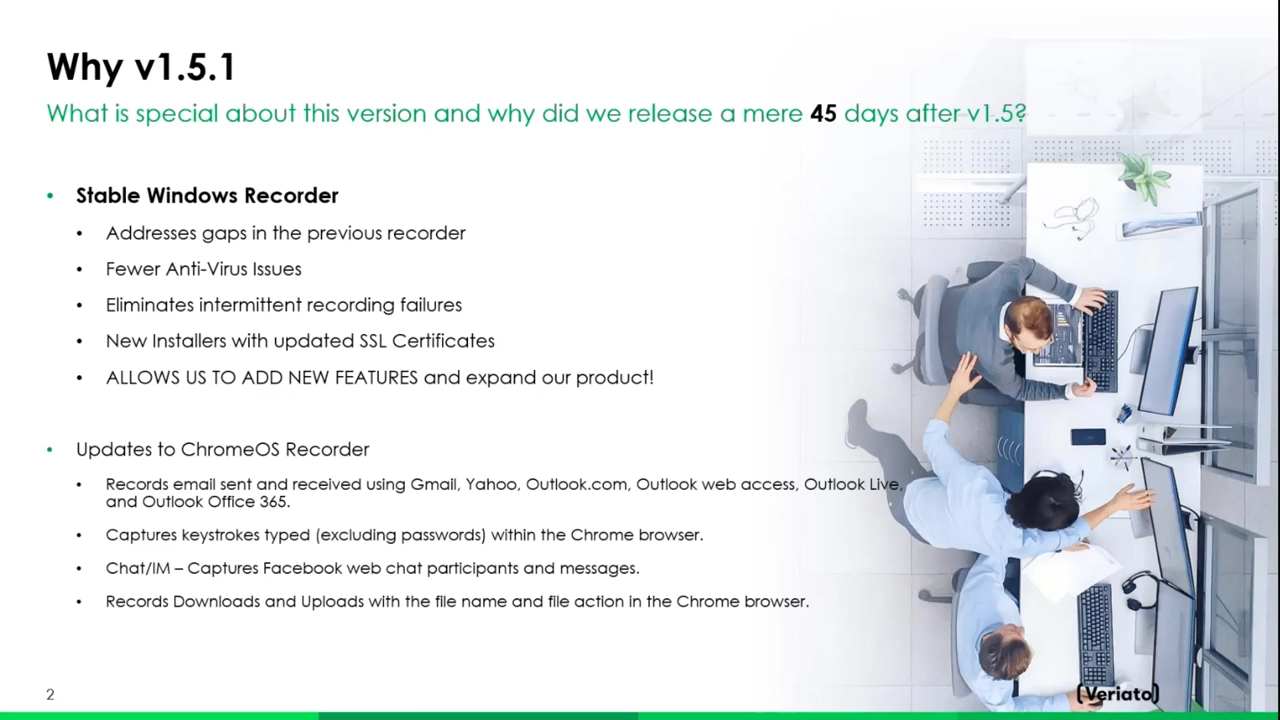 Why v1.5.1
What is special about this version and why did we release a mere 45 days after v1.5?
• Stable Windows Recorder
• Addresses gaps in the previous recorder
• Fewer Anti-Virus Issues
• Eliminates intermittent recording failures
• New Installers with updated SSL Certificates
• ALLOWS US TO ADD NEW FEATURES and expand our product!
• Updates to ChromeOS Recorder
• Records email sent and received using Gmail, Yahoo, Outlook.com, Outlook web access, Outlook Live,
and Outlook Office 365.
• Captures keystrokes typed (excluding passwords) within the Chrome browser.
• Chat/IM – Captures Facebook web chat participants and messages.
• Records Downloads and Uploads with the file name and file action in the Chrome browser.
2
(Veriato)